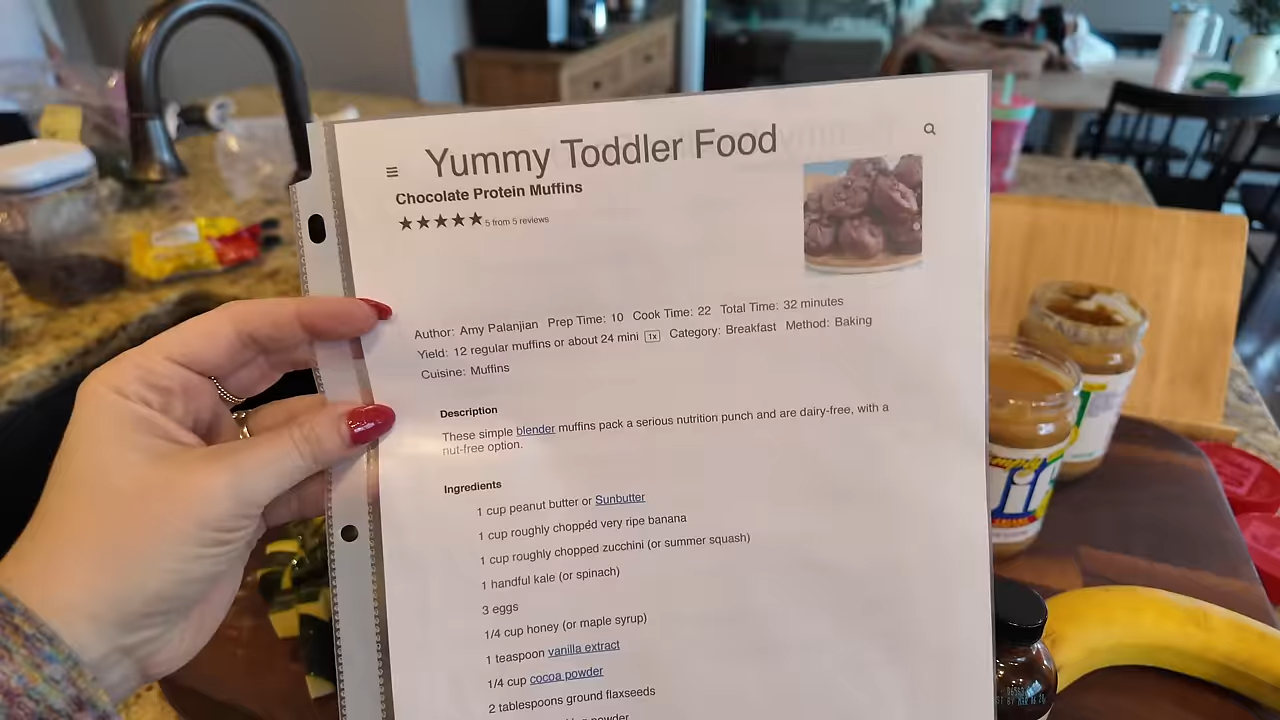 Yummy Toddler Food
Chocolate Protein Muffins
★★★★★ 5 from 5 reviews
Author: Amy Palanjian Prep Time: 10 Cook Time: 22 Total Time: 32 minutes
Yield: 12 regular muffins or about 24 mini 1x Category: Breakfast Method: Baking
Cuisine: Muffins
Description
These simple blender muffins pack a serious nutrition punch and are dairy-free, with a
nut-free option.
Ingredients
1 cup peanut butter or Sunbutter
1 cup roughly chopped very ripe banana
1 cup roughly chopped zucchini (or summer squash)
1 handful kale (or spinach)
3 eggs
1/4 cup honey (or maple syrup)
1 teaspoon vanilla extract
1/4 cup cocoa powder
2 tablespoons ground flaxseeds
powder
Jif